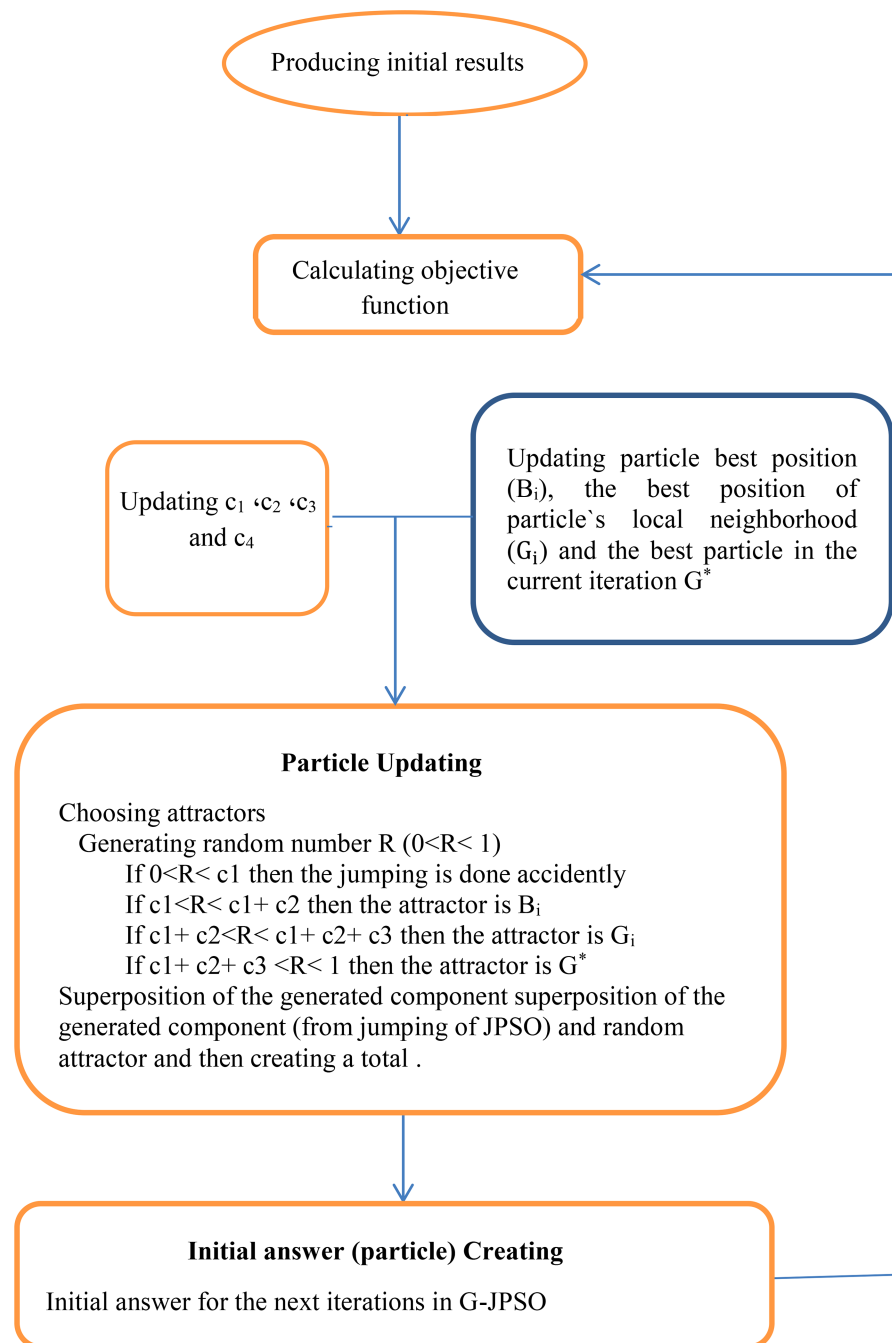 Producing initial results
Calculating objective
function
Updating c₁ ،c₂ ،c₃
and c₄
Updating particle best position
(Bᵢ), the best position of
particle`s local neighborhood
(Gᵢ) and the best particle in the
current iteration G*
Particle Updating
Choosing attractors
Generating random number R (0<R< 1)
If 0<R< c1 then the jumping is done accidently
If c1<R< c1+ c2 then the attractor is Bᵢ
If c1+ c2<R< c1+ c2+ c3 then the attractor is Gᵢ
If c1+ c2+ c3 <R< 1 then the attractor is G*
Superposition of the generated component superposition of the
generated component (from jumping of JPSO) and random
attractor and then creating a total .
Initial answer (particle) Creating
Initial answer for the next iterations in G-JPSO